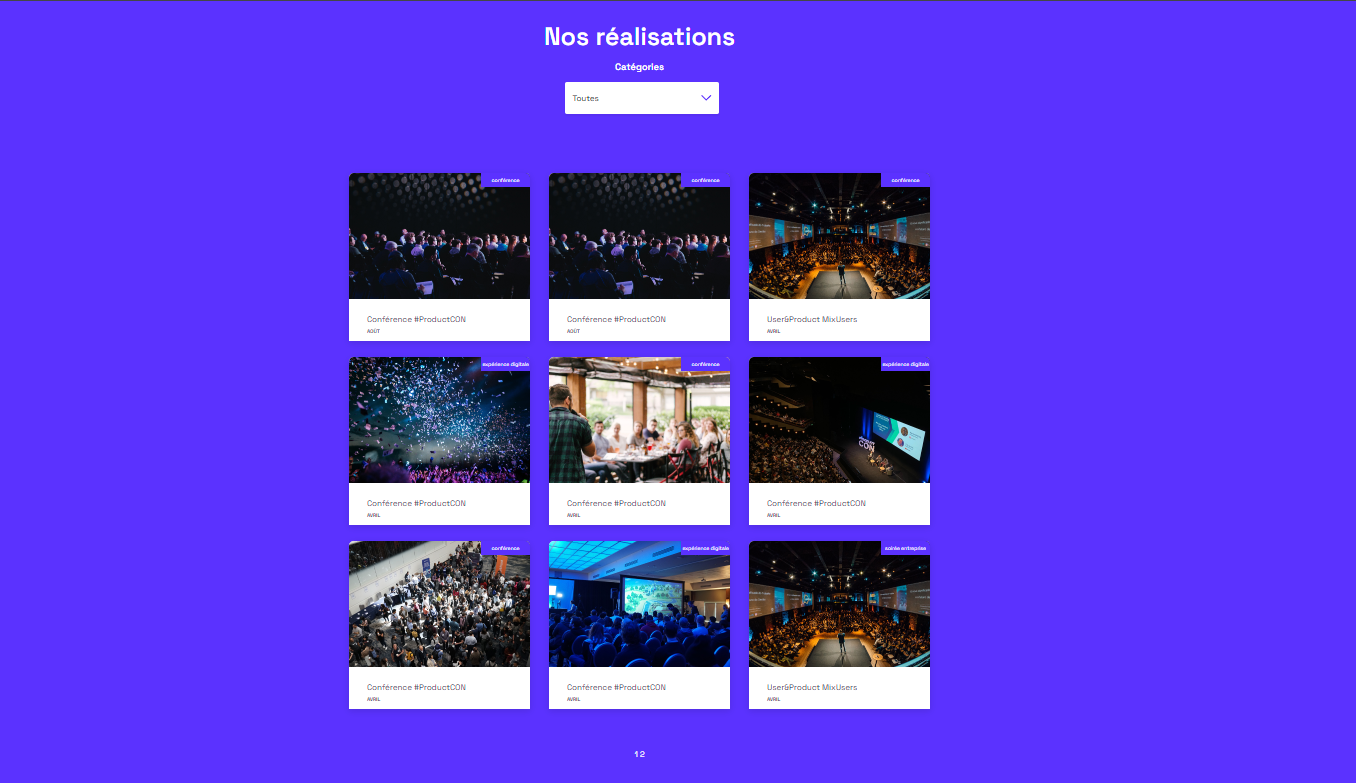 Nos réalisations
Catégories
Toutes
conférence
conférence
conférence
Conférence #ProductCON
AOÛT
Conférence #ProductCON
AOÛT
User&Product MixUsers
AVRIL
expérience digitale
conférence
expérience digitale
CON
Conférence #ProductCON
AVRIL
Conférence #ProductCON
AVRIL
Conférence #ProductCON
AVRIL
conférence
expérience digitale
soirée entreprise
Conférence #ProductCON
AVRIL
Conférence #ProductCON
AVRIL
User&Product MixUsers
AVRIL
1 2